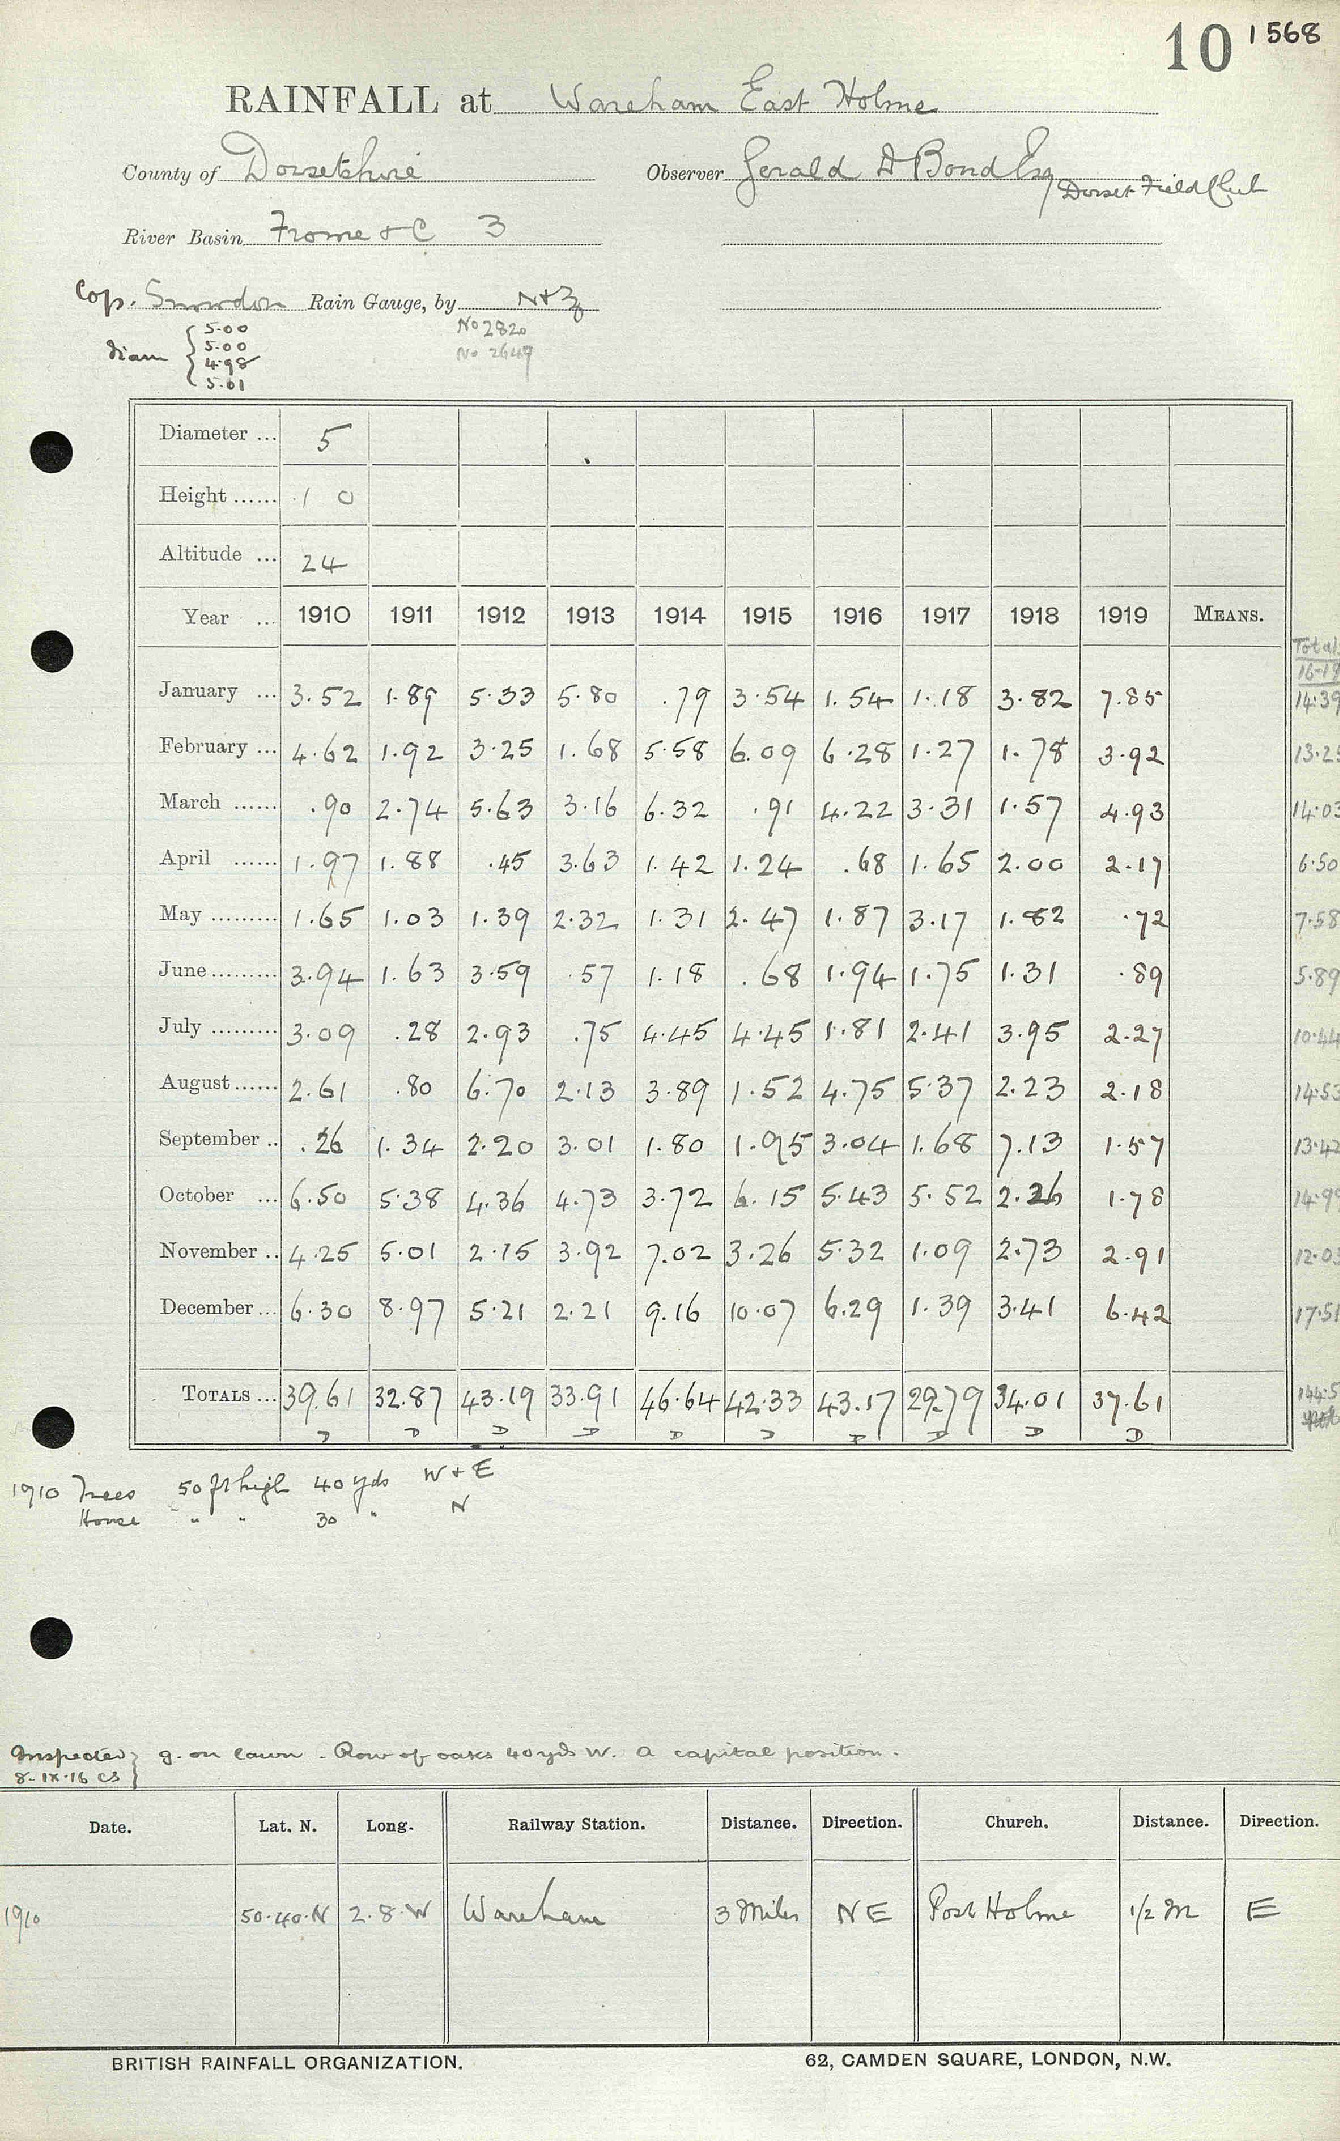 10 1568
RAINFALL at Wareham East Holme
County of Dorsetshire Observer Gerald D Bond Esq
Dorset Field Club
River Basin Frome &c 3
Cop. Snowdon Rain Gauge, by N & Z
diam { 5.00 No 2820
5.00 No 2647
4.98
5.01
Diameter ... 5
Height ...... 1 0
Altitude ... 24
Year ... 1910 1911 1912 1913 1914 1915 1916 1917 1918 1919 MEANS. Total
16-19
January ... 3.52 1.89 5.33 5.80 .79 3.54 1.54 1.18 3.82 7.85 14.39
February ... 4.62 1.92 3.25 1.68 5.58 6.09 6.28 1.27 1.78 3.92 13.25
March ...... .90 2.74 5.63 3.16 6.32 .91 4.22 3.31 1.57 4.93 14.03
April ...... 1.97 1.88 .45 3.63 1.42 1.24 .68 1.65 2.00 2.17 6.50
May ......... 1.65 1.03 1.39 2.32 1.31 2.47 1.87 3.17 1.82 .72 7.58
June ......... 3.94 1.63 3.59 .57 1.18 .68 1.94 1.75 1.31 .89 5.89
July ......... 3.09 .28 2.93 .75 4.45 4.45 1.81 2.41 3.95 2.27 10.44
August ...... 2.61 .80 6.70 2.13 3.89 1.52 4.75 5.37 2.23 2.18 14.53
September .. .26 1.34 2.20 3.01 1.80 1.95 3.04 1.68 7.13 1.57 13.42
October ... 6.50 5.38 4.36 4.73 3.72 6.15 5.43 5.52 2.26 1.78 14.99
November .. 4.25 5.01 2.15 3.92 7.02 3.26 5.32 1.09 2.73 2.91 12.05
December ... 6.30 8.97 5.21 2.21 9.16 10.07 6.29 1.39 3.41 6.42 17.51
TOTALS ... 39.61 32.87 43.19 33.91 46.64 42.33 43.17 29.79 34.01 37.61 144.5
D D D D D D D D D D
1910 Trees 50 ft high 40 yds W & E
House " " 30 " N
Inspected } g. on lawn. Row of oaks 40 yds W. A capital position.
8-IX-16 CS
Date. Lat. N. Long. Railway Station. Distance. Direction. Church. Distance. Direction.
1910 50.40.N 2.8.W Wareham 3 Miles NE Post Holme 1/2 M E
BRITISH RAINFALL ORGANIZATION. 62, CAMDEN SQUARE, LONDON, N.W.